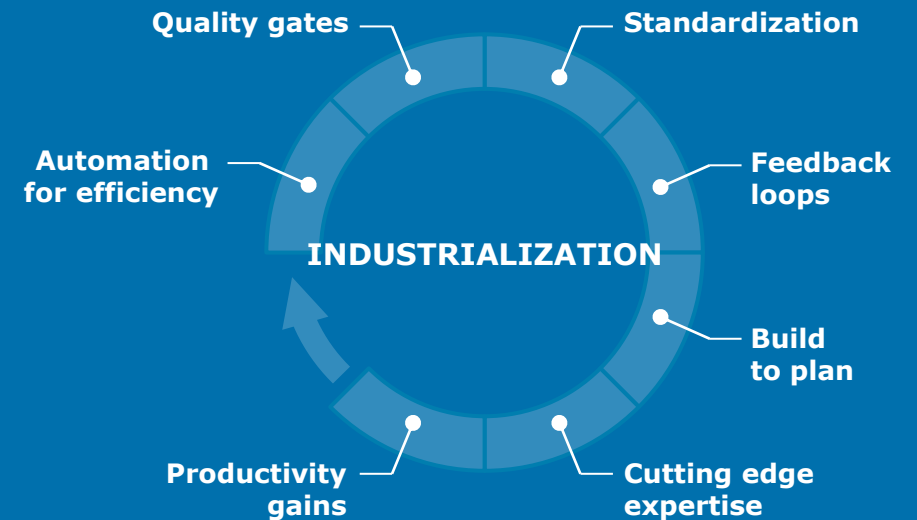 Quality gates
Standardization
Automation
for efficiency
Feedback
loops
INDUSTRIALIZATION
Build
to plan
Productivity
gains
Cutting edge
expertise